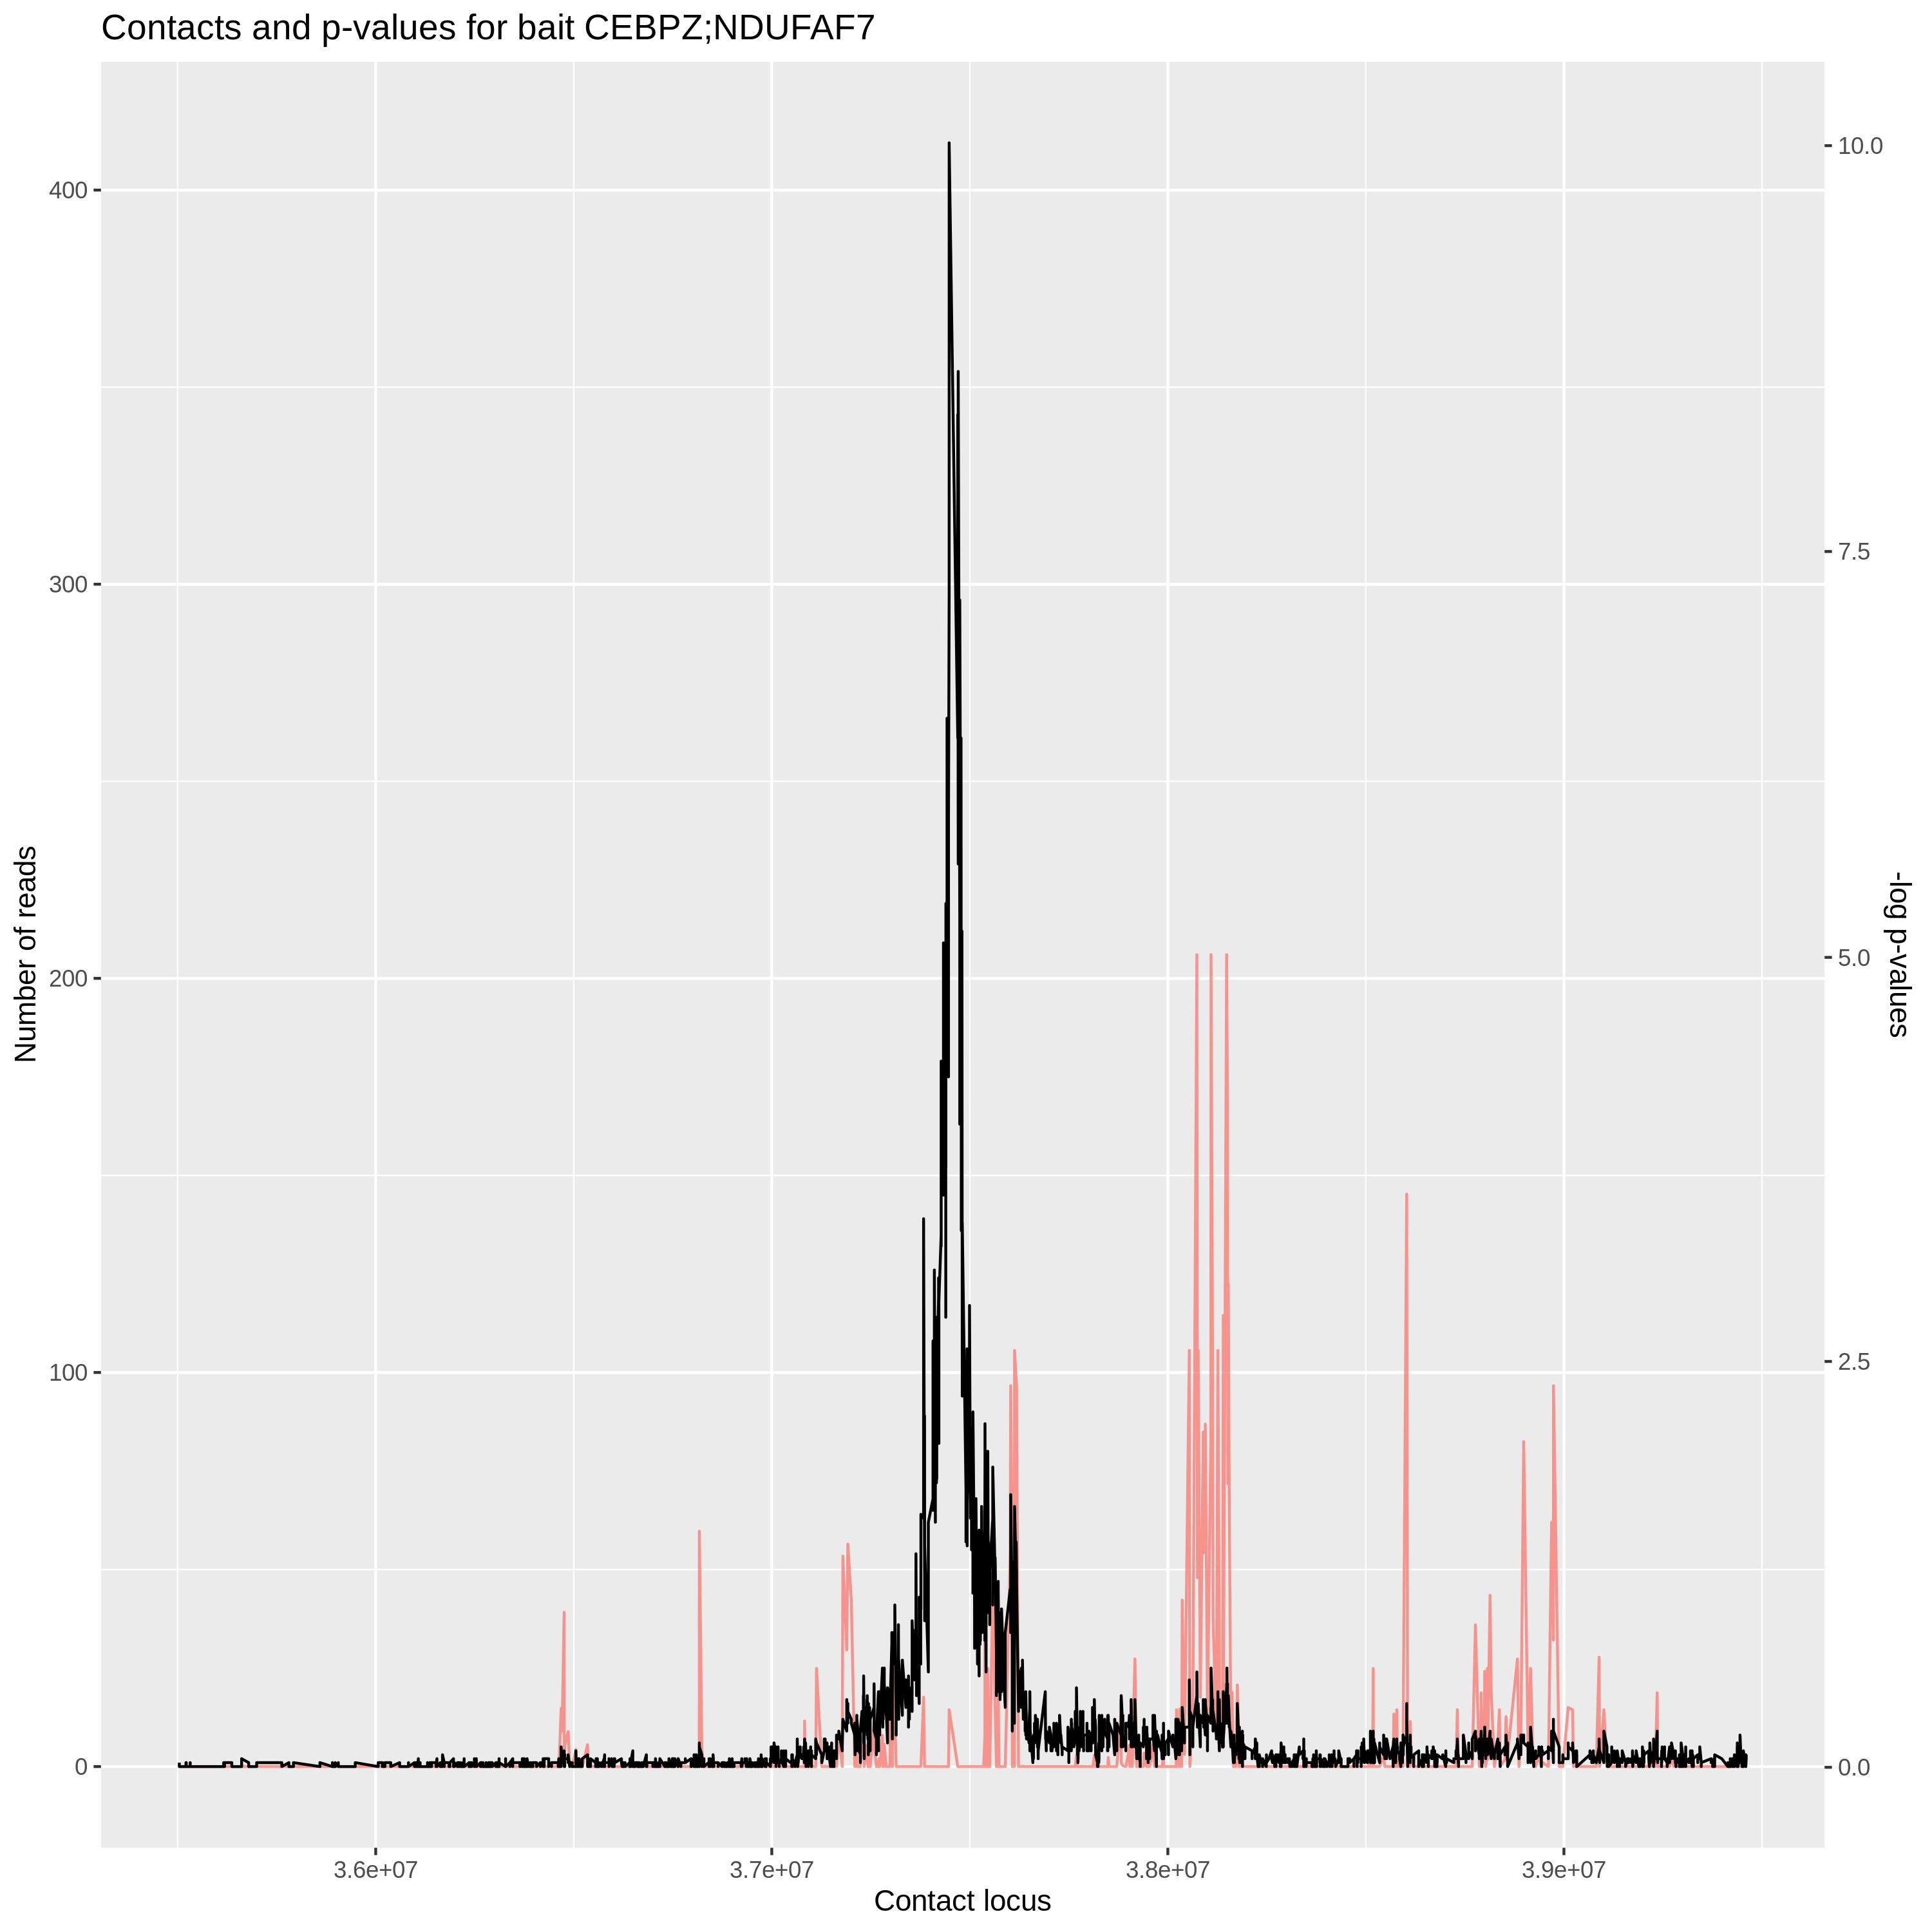 Contacts and p-values for bait CEBPZ;NDUFAF7
Number of reads
400
300
200
100
0
10.0
7.5
5.0
2.5
0.0
-log p-values
3.6e+07
3.7e+07
3.8e+07
3.9e+07
Contact locus